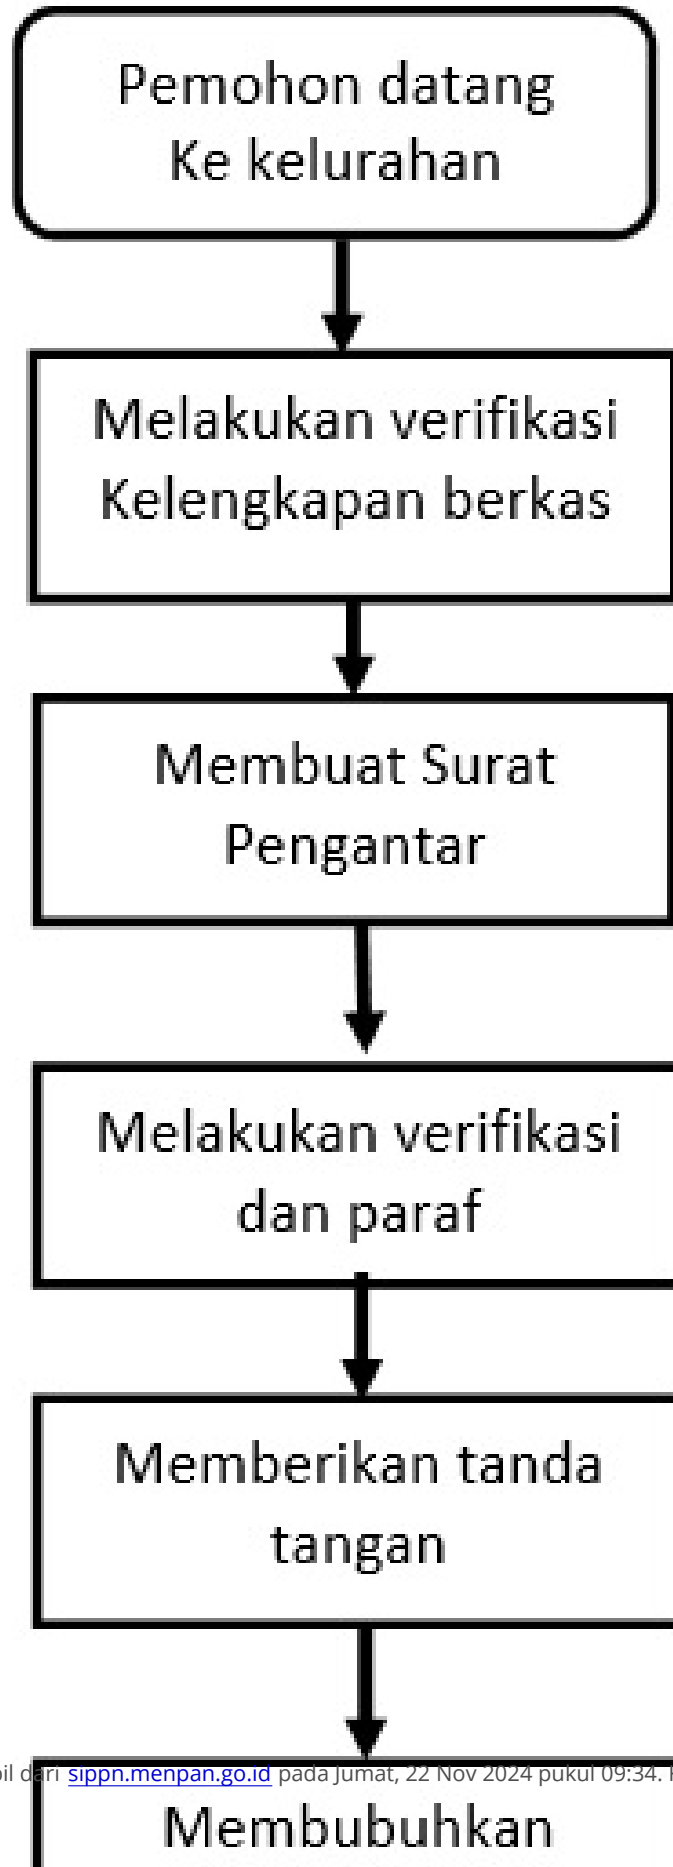 Pemohon datang
Ke kelurahan
Melakukan verifikasi
Kelengkapan berkas
Membuat Surat
Pengantar
Melakukan verifikasi
dan paraf
Memberikan tanda
tangan
dari sippn.menpan.go.id pada Jumat, 22 Nov 2024 pukul 09:34.
Membubuhkan